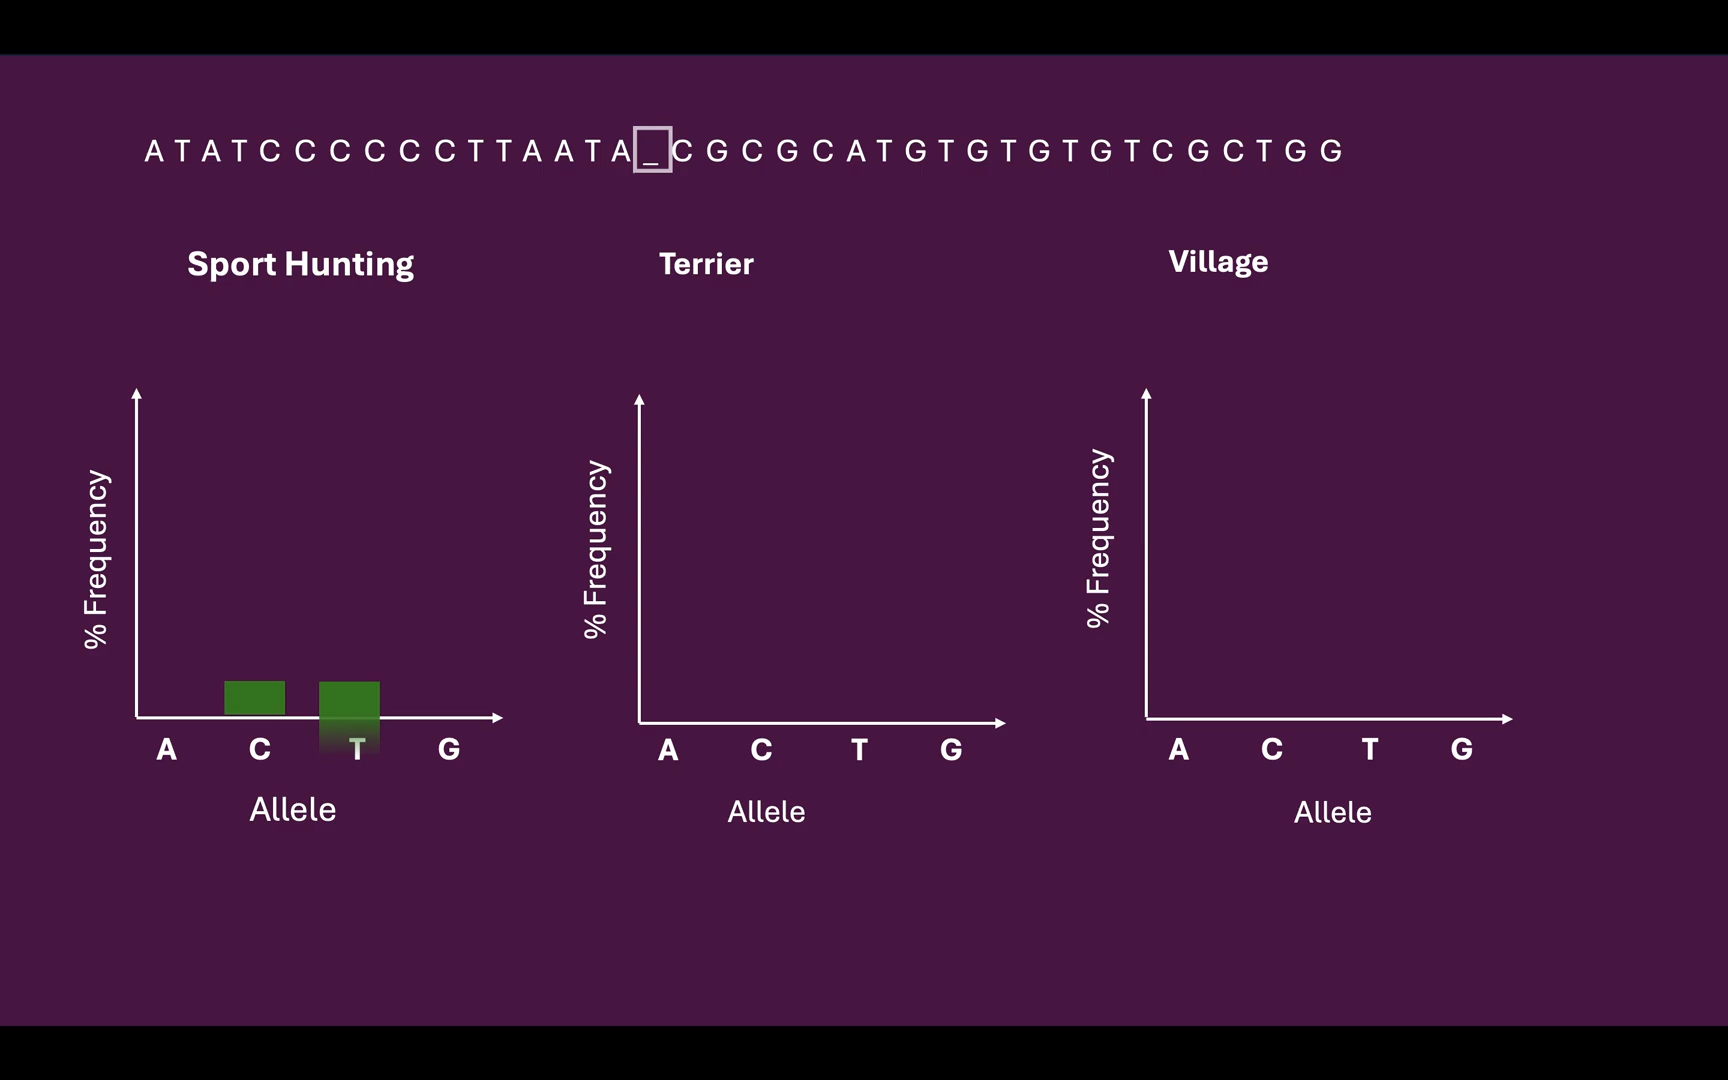 A T A T C C C C C C T T A A T A _ C G C G C A T G T G T G T G T C G C T G G
Sport Hunting
Terrier
Village
% Frequency
% Frequency
% Frequency
A C T G
A C T G
A C T G
Allele
Allele
Allele